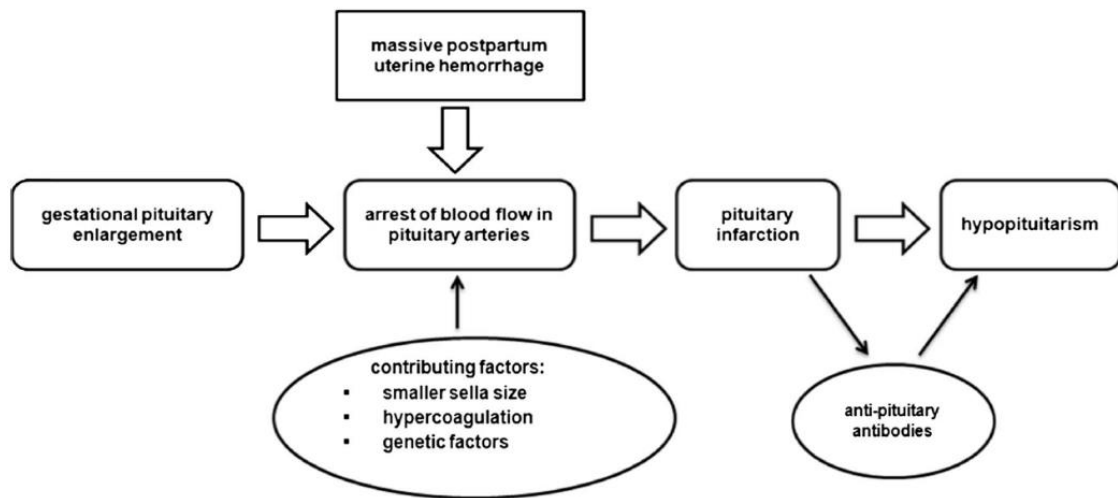 massive postpartum
uterine hemorrhage
gestational pituitary
enlargement
arrest of blood flow in
pituitary arteries
pituitary
infarction
hypopituitarism
contributing factors:
▪ smaller sella size
▪ hypercoagulation
▪ genetic factors
anti-pituitary
antibodies